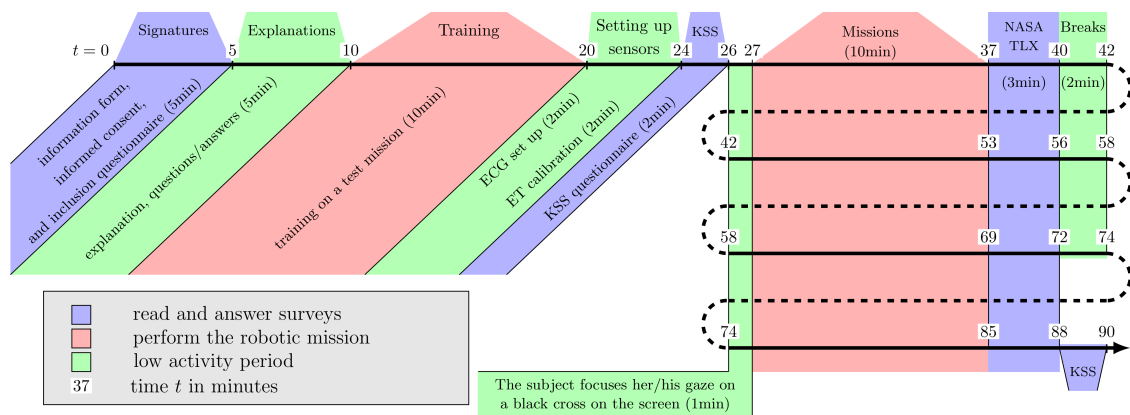 Signatures
Explanations
Training
Setting up
sensors
KSS
Missions
(10min)
NASA
TLX
(3min)
Breaks
(2min)
t = 0
5
10
20
24
26
27
37
40
42
information form,
informed consent,
and inclusion questionnaire (5min)
explanation, questions/answers (5min)
training on a test mission (10min)
ECG set up (2min)
ET calibration (2min)
KSS questionnaire (2min)
42
53
56
58
58
69
72
74
74
85
88
90
KSS
read and answer surveys
perform the robotic mission
low activity period
37 time t in minutes
The subject focuses her/his gaze on
a black cross on the screen (1min)